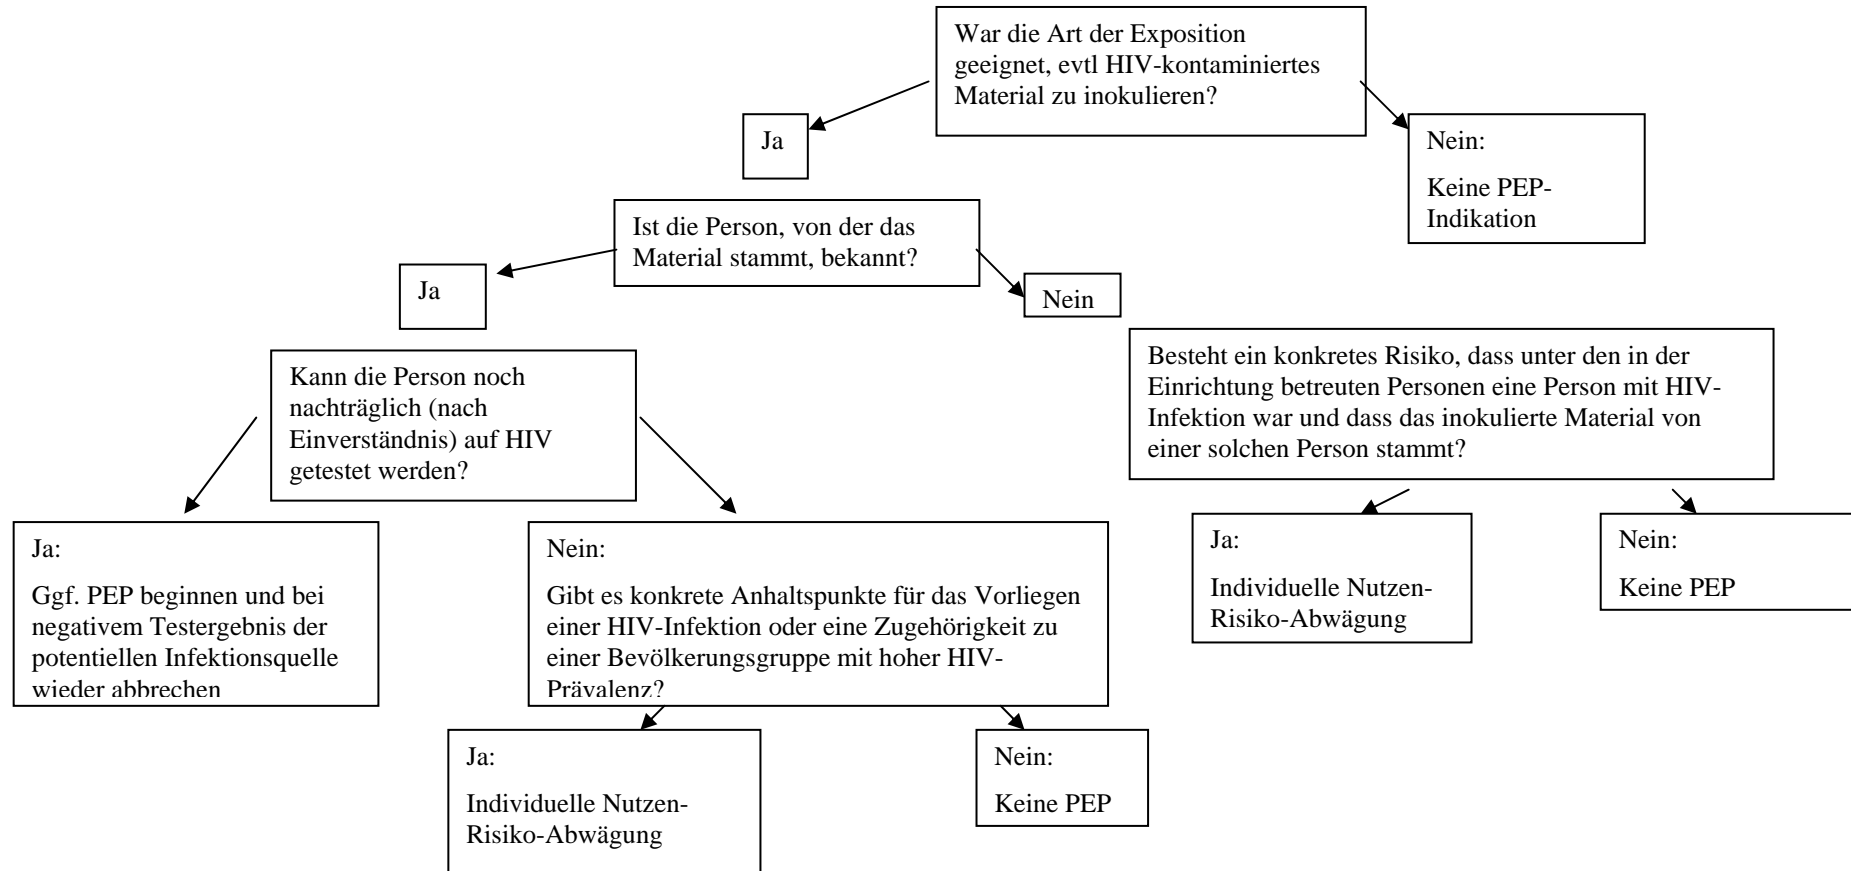 War die Art der Exposition
geeignet, evtl HIV-kontaminiertes
Material zu inokulieren?
Ja
Nein:
Keine PEP-
Indikation
Ist die Person, von der das
Material stammt, bekannt?
Ja
Nein
Kann die Person noch
nachträglich (nach
Einverständnis) auf HIV
getestet werden?
Besteht ein konkretes Risiko, dass unter den in der
Einrichtung betreuten Personen eine Person mit HIV-
Infektion war und dass das inokulierte Material von
einer solchen Person stammt?
Ja:
Ggf. PEP beginnen und bei
negativem Testergebnis der
potentiellen Infektionsquelle
wieder abbrechen
Nein:
Gibt es konkrete Anhaltspunkte für das Vorliegen
einer HIV-Infektion oder eine Zugehörigkeit zu
einer Bevölkerungsgruppe mit hoher HIV-
Prävalenz?
Ja:
Individuelle Nutzen-
Risiko-Abwägung
Nein:
Keine PEP
Ja:
Individuelle Nutzen-
Risiko-Abwägung
Nein:
Keine PEP